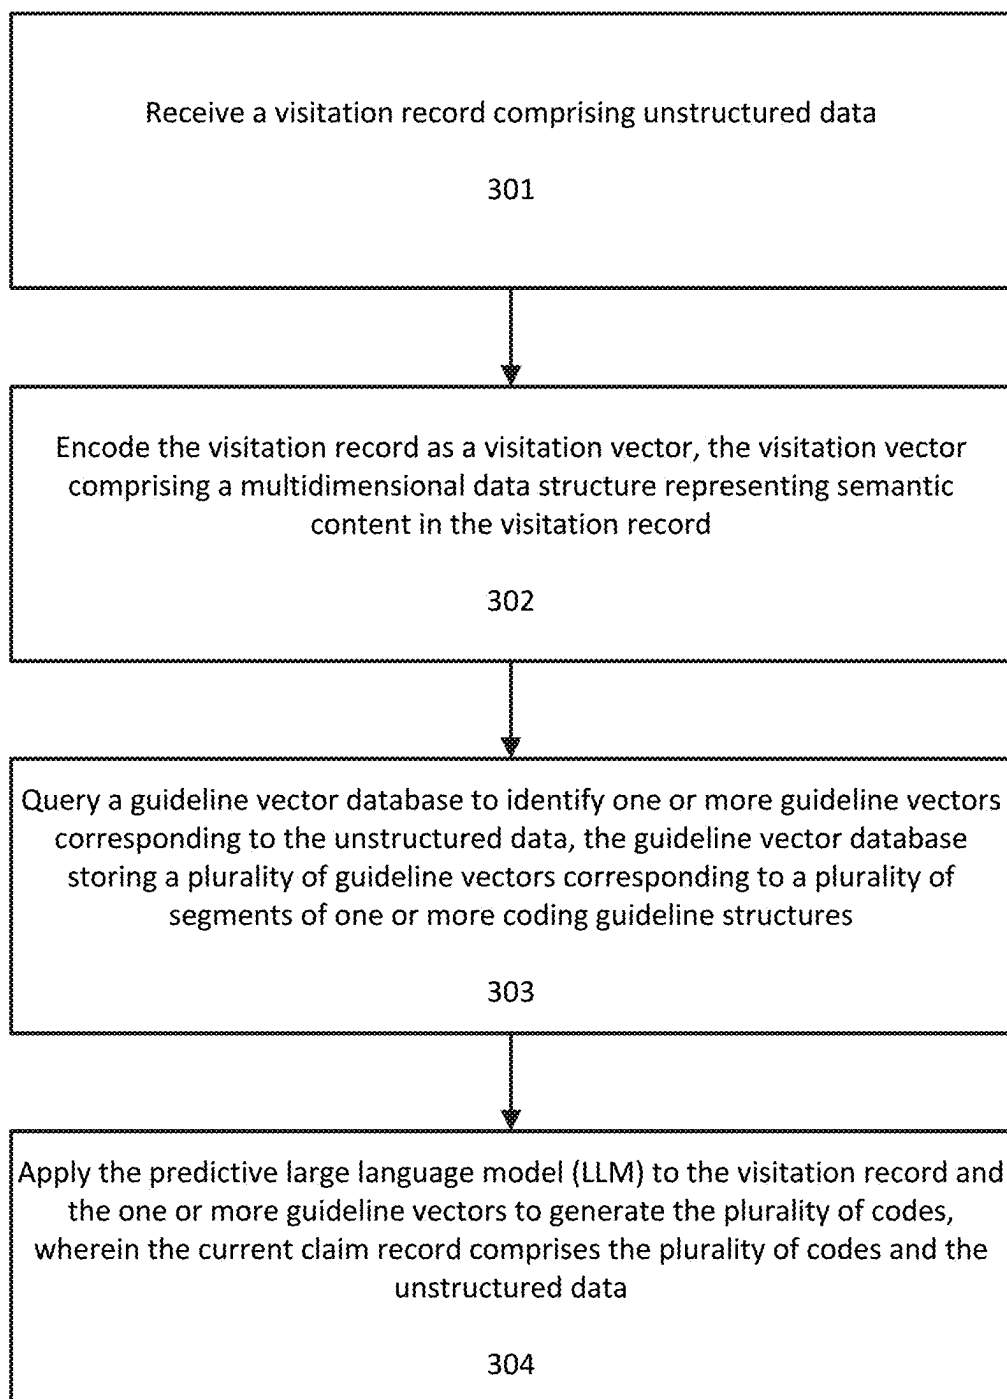 Receive a visitation record comprising unstructured data
301
Encode the visitation record as a visitation vector, the visitation vector
comprising a multidimensional data structure representing semantic
content in the visitation record
302
Query a guideline vector database to identify one or more guideline vectors
corresponding to the unstructured data, the guideline vector database
storing a plurality of guideline vectors corresponding to a plurality of
segments of one or more coding guideline structures
303
Apply the predictive large language model (LLM) to the visitation record and
the one or more guideline vectors to generate the plurality of codes,
wherein the current claim record comprises the plurality of codes and the
unstructured data
304